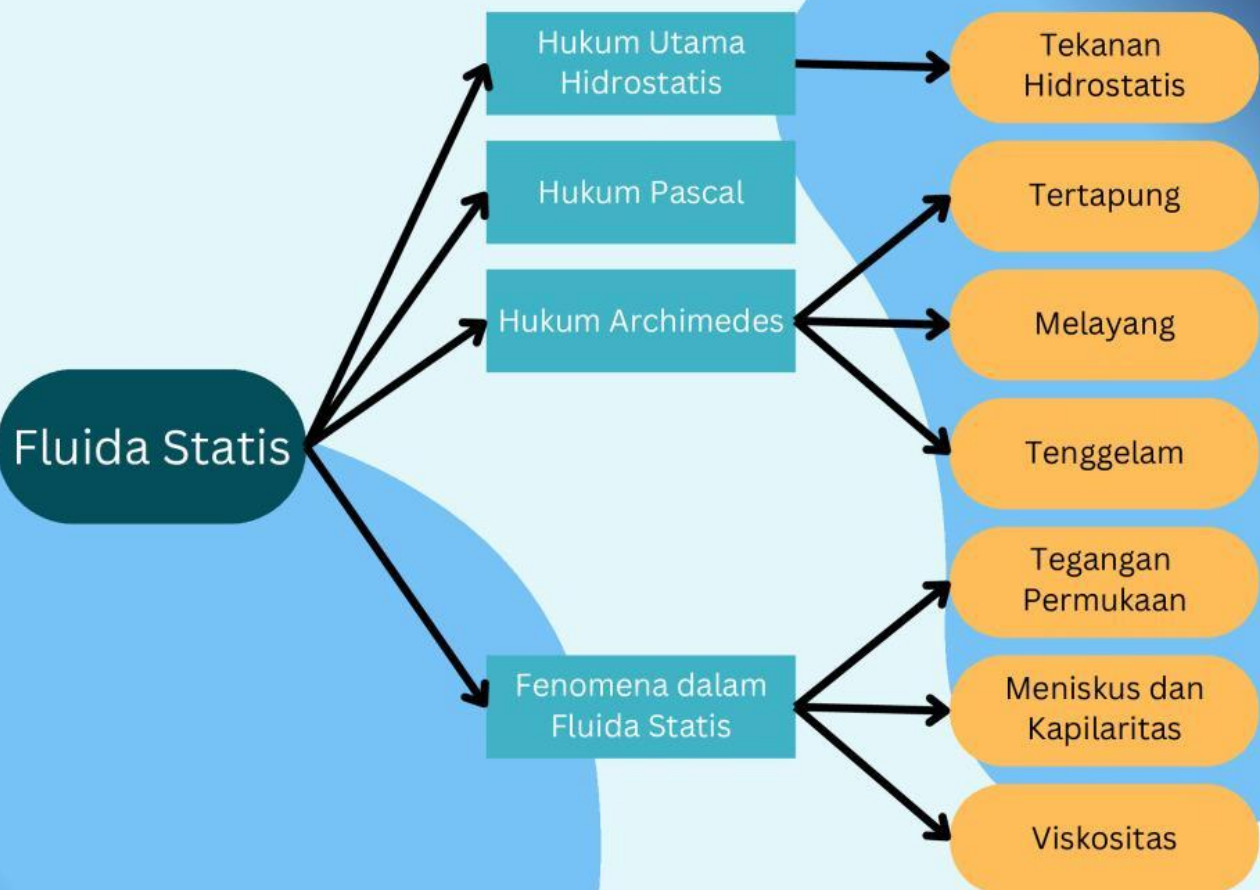 Fluida Statis
Hukum Utama
Hidrostatis
Hukum Pascal
Hukum Archimedes
Fenomena dalam
Fluida Statis
Tekanan
Hidrostatis
Tertapung
Melayang
Tenggelam
Tegangan
Permukaan
Meniskus dan
Kapilaritas
Viskositas